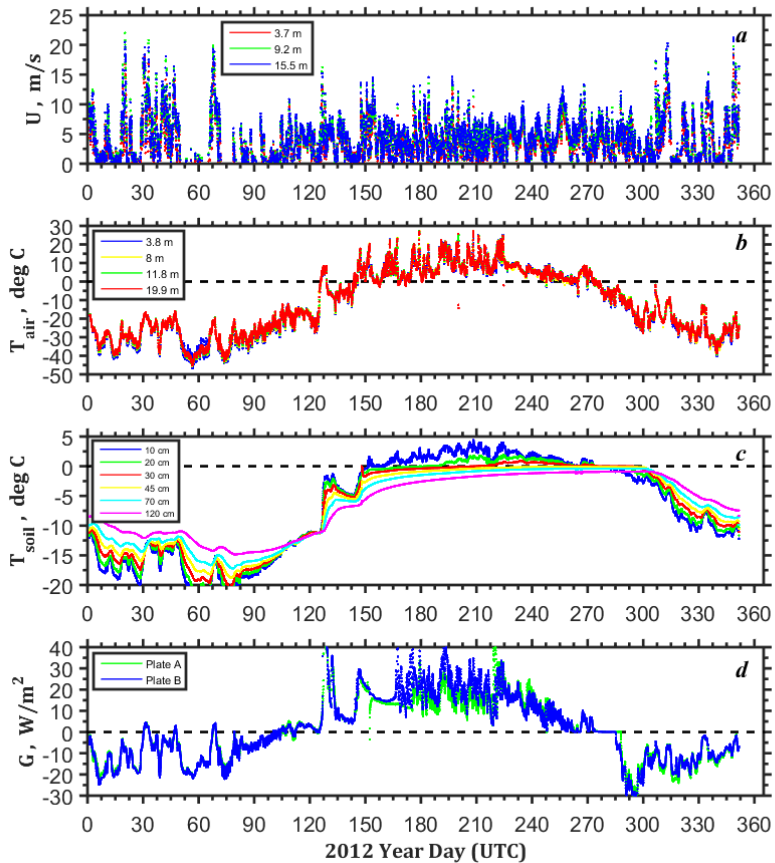 25
20
15
10
5
0
U , m/s
3.7 m
9.2 m
15.5 m
a
0 30 60 90 120 150 180 210 240 270 300 330 360
30
20
10
0
-10
-20
-30
-40
-50
T_air , deg C
3.8 m
8 m
11.8 m
19.9 m
b
0 30 60 90 120 150 180 210 240 270 300 330 360
5
0
-5
-10
-15
-20
T_soil , deg C
10 cm
20 cm
30 cm
45 cm
70 cm
120 cm
c
0 30 60 90 120 150 180 210 240 270 300 330 360
40
30
20
10
0
-10
-20
-30
G , W/m²
Plate A
Plate B
d
0 30 60 90 120 150 180 210 240 270 300 330 360
2012 Year Day (UTC)